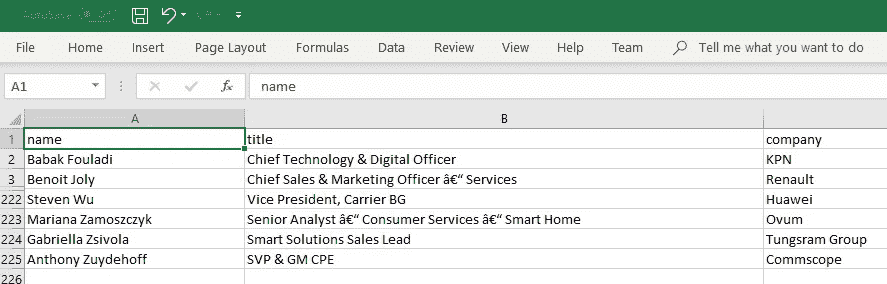 File Home Insert Page Layout Formulas Data Review View Help Team Tell me what you want to do
A1 fx name
A B
1 name title company
2 Babak Fouladi Chief Technology & Digital Officer KPN
3 Benoit Joly Chief Sales & Marketing Officer â€“ Services Renault
222 Steven Wu Vice President, Carrier BG Huawei
223 Mariana Zamoszczyk Senior Analyst â€“ Consumer Services â€“ Smart Home Ovum
224 Gabriella Zsivola Smart Solutions Sales Lead Tungsram Group
225 Anthony Zuydehoff SVP & GM CPE Commscope
226